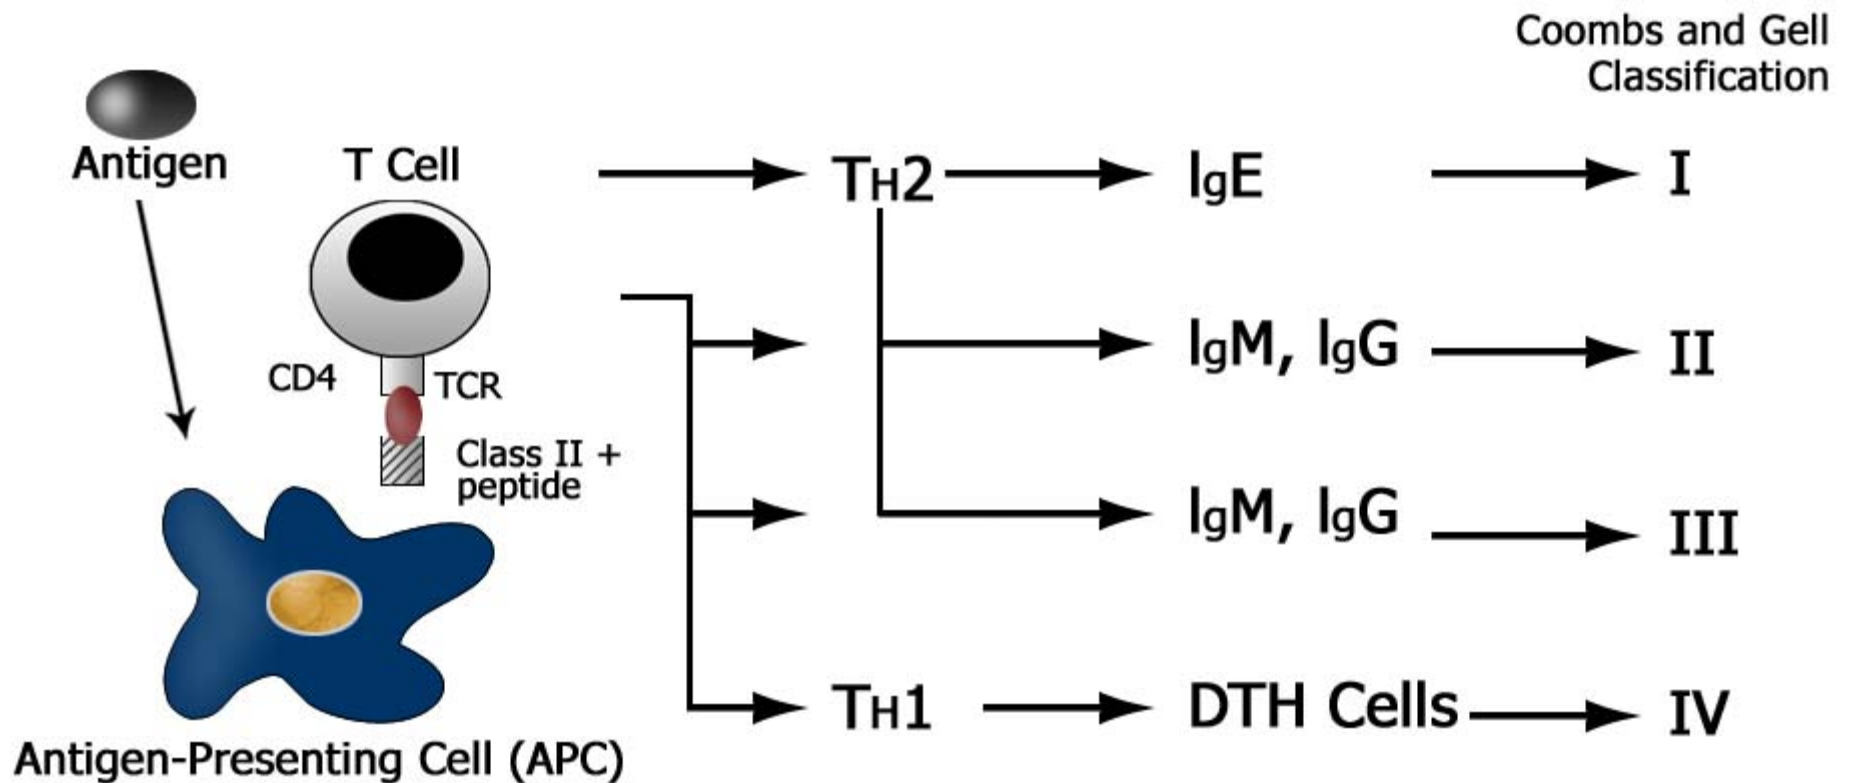 Coombs and Gell
Classification
Antigen
T Cell
TH2
IgE
I
CD4
TCR
Class II +
peptide
IgM, IgG
II
IgM, IgG
III
TH1
DTH Cells
IV
Antigen-Presenting Cell (APC)